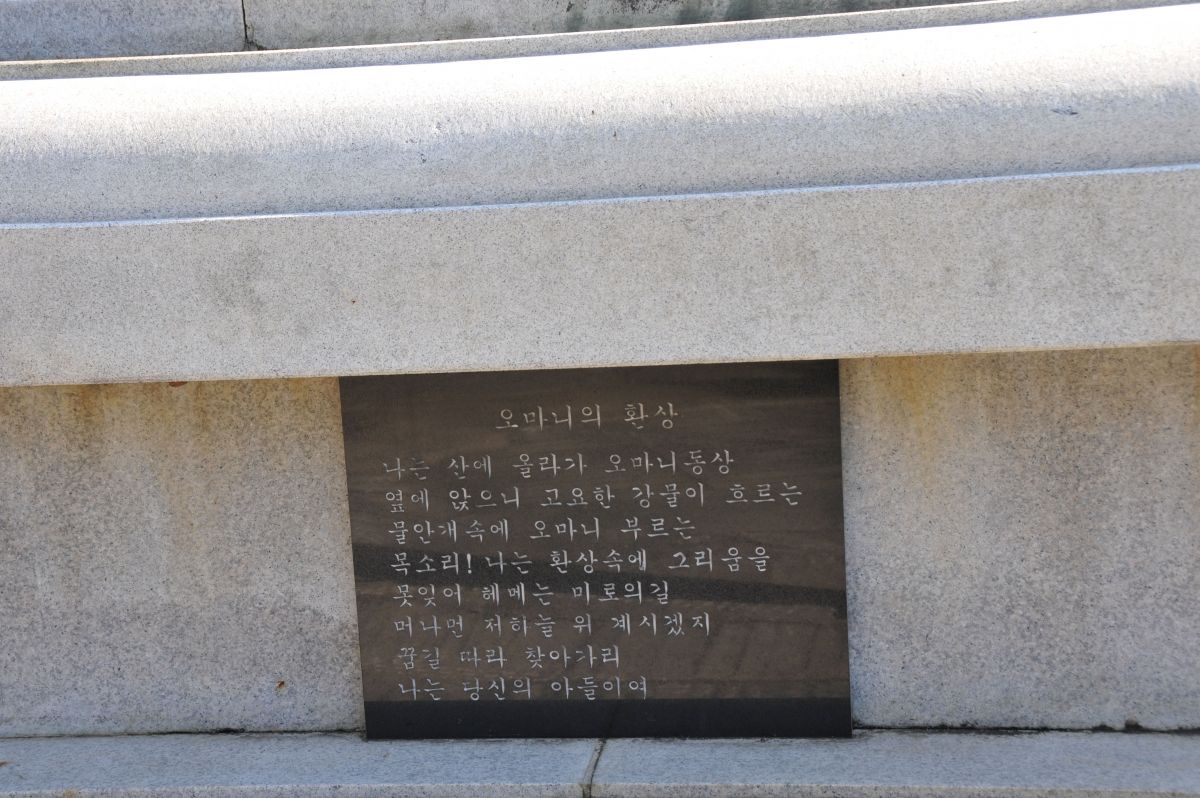 오마니의 환상
나는 산에 올라가 오마니동상
옆에 앉으니 고요한 강물이 흐르는
물안개속에 오마니 부르는
목소리! 나는 환상속에 그리움을
못잊어 헤메는 미로의길
머나먼 저하늘 위 계시겠지
꿈길 따라 찾아가리
나는 당신의 아들이여